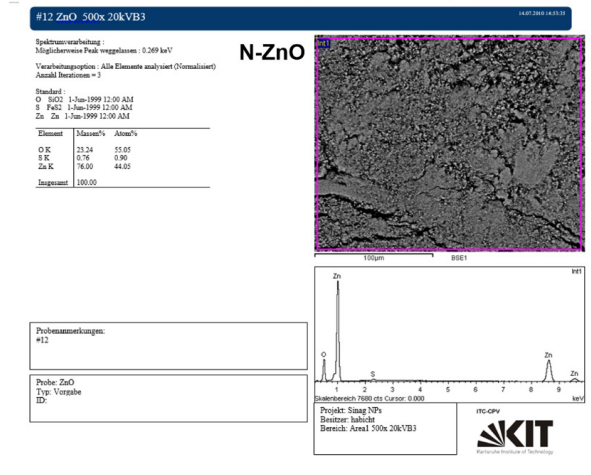 #12 ZnO 500x 20kVB3
14.07.2010 14:53:35
Spektrumverarbeitung :
Möglicherweise Peak weggelassen : 0.269 keV
Verarbeitungsoption : Alle Elemente analysiert (Normalisiert)
Anzahl Iterationen = 3
Standard :
O SiO2 1-Jun-1999 12:00 AM
S FeS2 1-Jun-1999 12:00 AM
Zn Zn 1-Jun-1999 12:00 AM
Element Massen% Atom%
O K 23.24 55.05
S K 0.76 0.90
Zn K 76.00 44.05
Insgesamt 100.00
N-ZnO
100µm BSE1
Int1
Zn
O
S
Zn
Zn
1 2 3 4 5 6 7 8 9
Skalenbereich 7680 cts Cursor: 0.000 keV
Probenanmerkungen:
#12
Probe: ZnO
Typ: Vorgabe
ID:
Projekt: Sinag NPs
Besitzer: habicht
Bereich: Area1 500x 20kVB3
ITC-CPV
KIT
Karlsruhe Institute of Technology